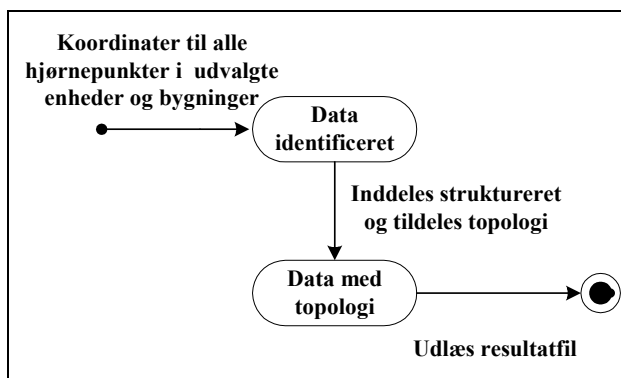 Koordinater til alle
hjørnepunkter i udvalgte
enheder og bygninger
Data
identificeret
Inddeles struktureret
og tildeles topologi
Data med
topologi
Udlæs resultatfil